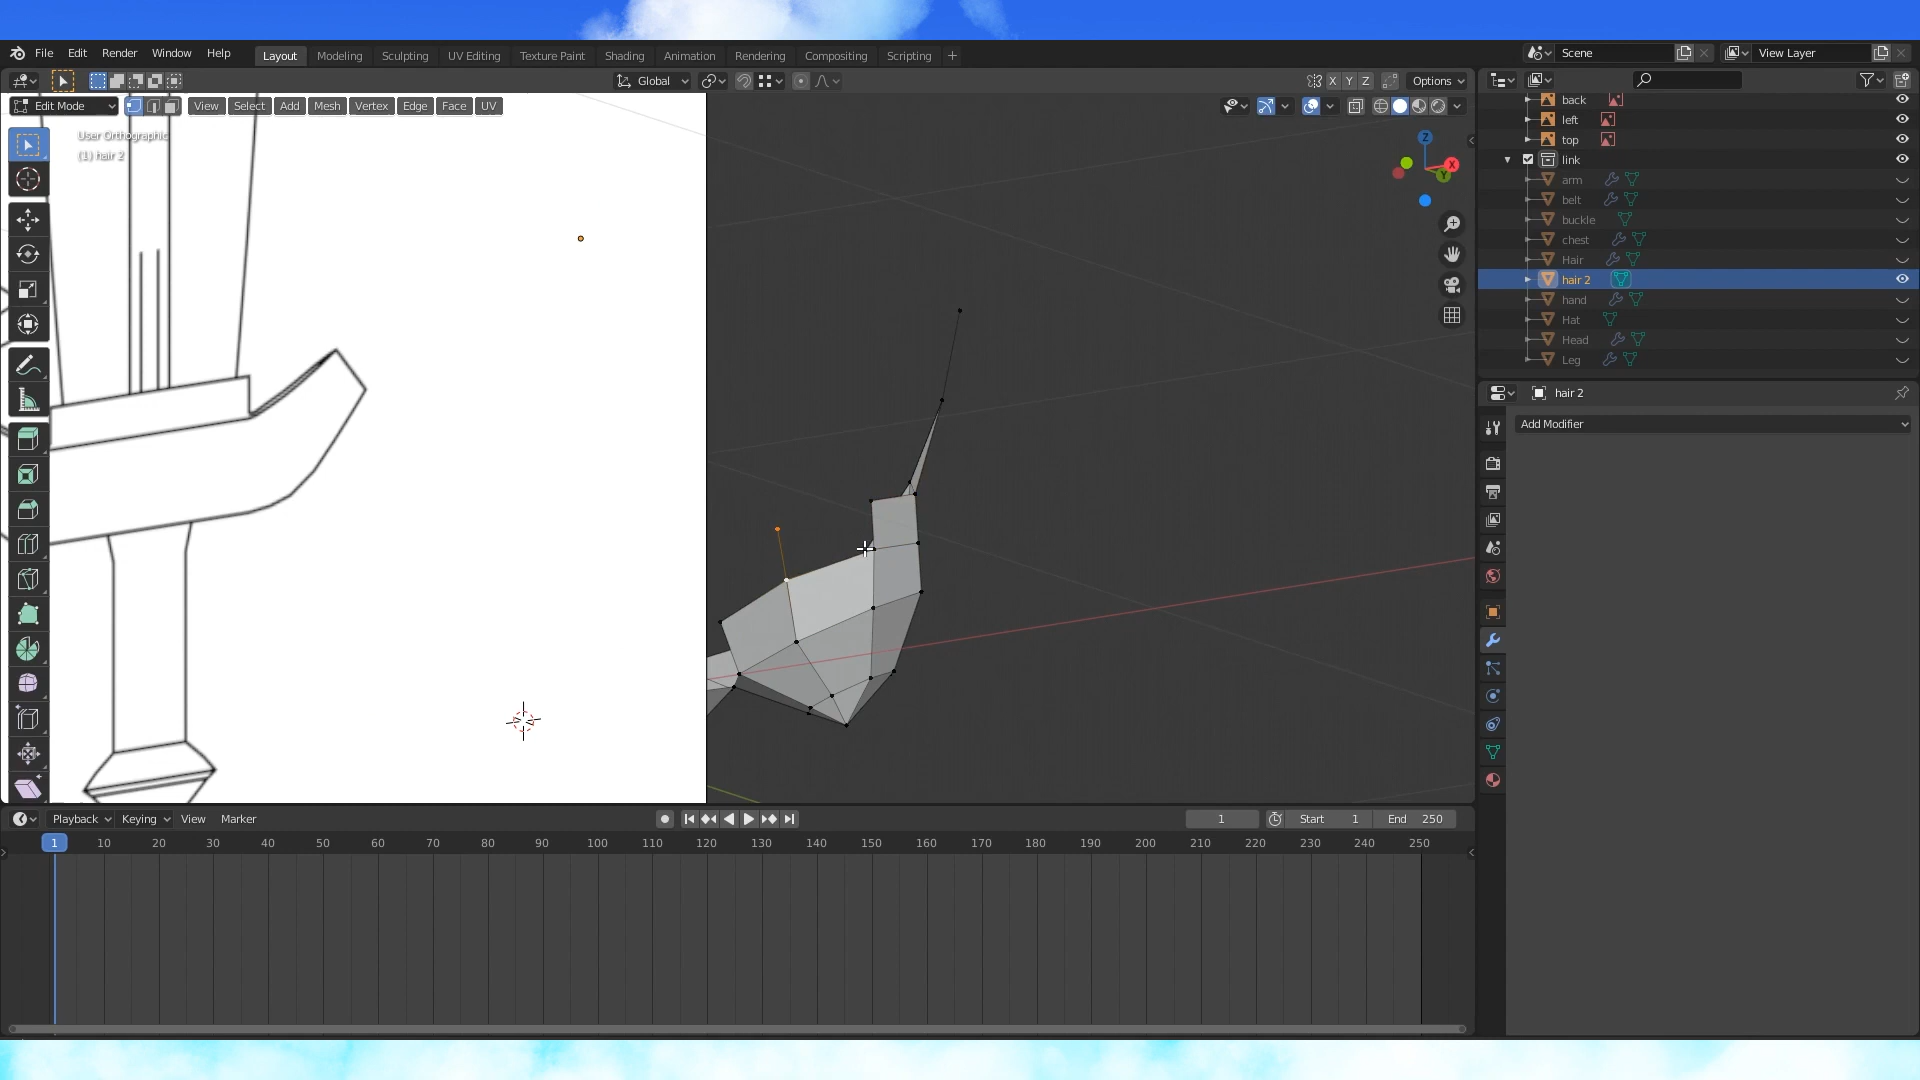 File Edit Render Window Help
Layout Modeling Sculpting UV Editing Texture Paint Shading Animation Rendering Compositing Scripting +
Scene
View Layer
Global
X Y Z
Options
Edit Mode
View Select Add Mesh Vertex Edge Face UV
User Orthographic
(1) hair 2
Z
X
Y
back
left
top
link
arm
belt
buckle
chest
Hair
hair 2
hand
Hat
Head
Leg
hair 2
Add Modifier
Playback Keying View Marker
1
Start 1
End 250
1 10 20 30 40 50 60 70 80 90 100 110 120 130 140 150 160 170 180 190 200 210 220 230 240 250